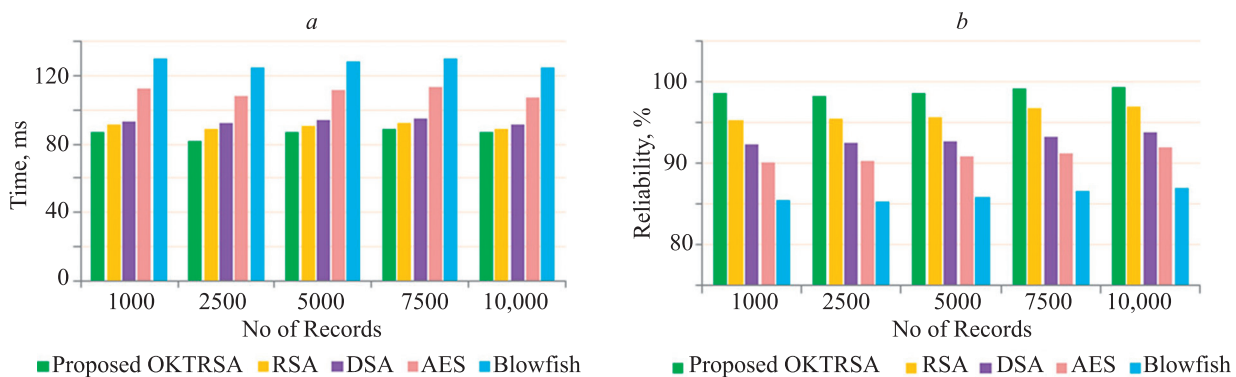 a
Time, ms
120
80
40
0
1000 2500 5000 7500 10,000
No of Records
Proposed OKTRSA RSA DSA AES Blowfish
b
Reliability, %
100
90
80
1000 2500 5000 7500 10,000
No of Records
Proposed OKTRSA RSA DSA AES Blowfish